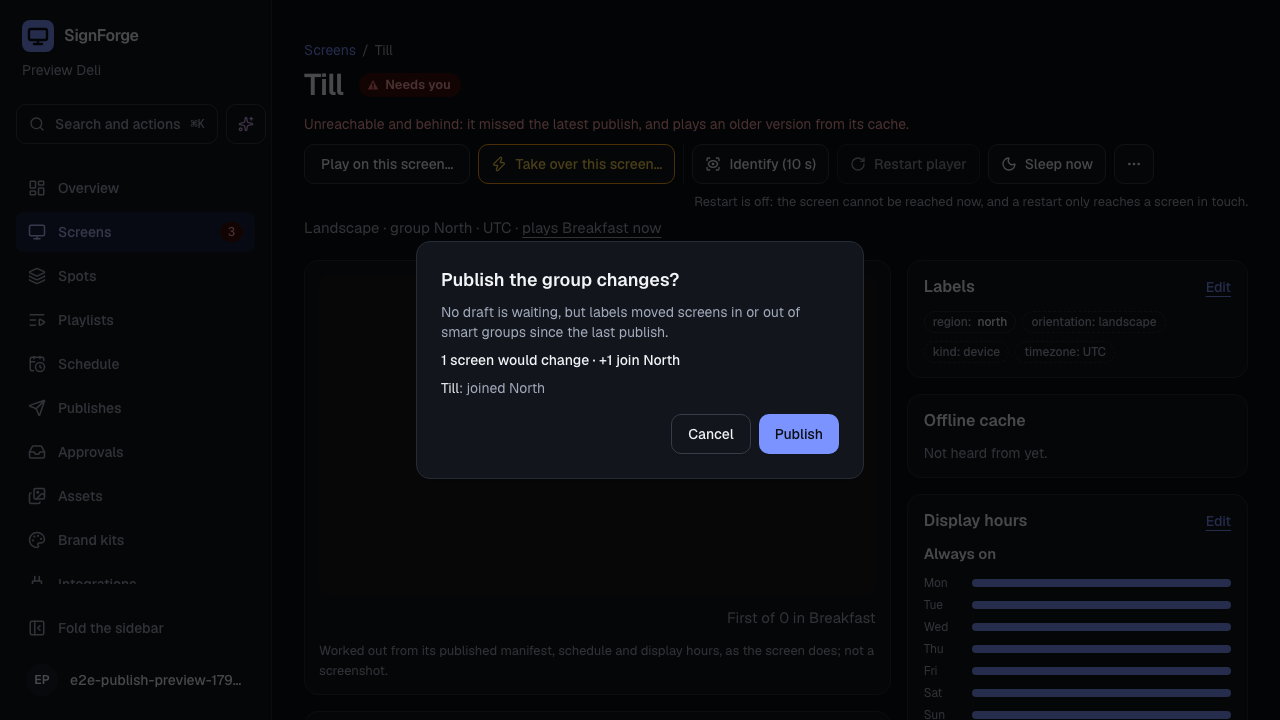 SignForge
Preview Deli
Search and actions ⌘K
Overview
Screens 3
Spots
Playlists
Schedule
Publishes
Approvals
Assets
Brand kits
Integrations
Fold the sidebar
EP e2e-publish-preview-179…
Screens / Till
Till Needs you
Unreachable and behind: it missed the latest publish, and plays an older version from its cache.
Play on this screen… Take over this screen… Identify (10 s) Restart player Sleep now
Restart is off: the screen cannot be reached now, and a restart only reaches a screen in touch.
Landscape · group North · UTC · plays Breakfast now
Publish the group changes?
No draft is waiting, but labels moved screens in or out of
smart groups since the last publish.
1 screen would change · +1 join North
Till: joined North
Cancel Publish
First of 0 in Breakfast
Worked out from its published manifest, schedule and display hours, as the screen does; not a
screenshot.
Labels Edit
region: north orientation: landscape
kind: device timezone: UTC
Offline cache
Not heard from yet.
Display hours Edit
Always on
Mon
Tue
Wed
Thu
Fri
Sat
Sun